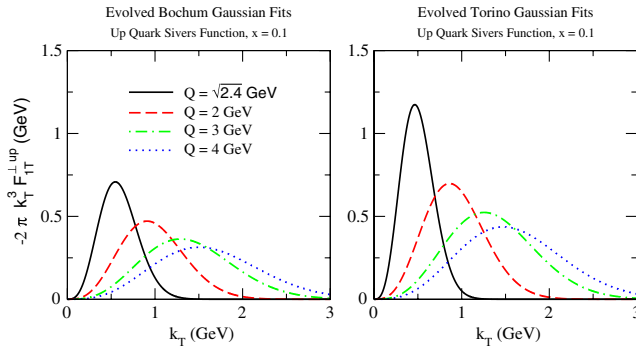 Evolved Bochum Gaussian Fits
Up Quark Sivers Function, x = 0.1
Evolved Torino Gaussian Fits
Up Quark Sivers Function, x = 0.1
-2 π k_T^3 F_{1T}^{⊥ up} (GeV)
1.5
1
0.5
0
Q = √2.4 GeV
Q = 2 GeV
Q = 3 GeV
Q = 4 GeV
0 1 2 3
k_T (GeV)
1.5
1
0.5
0
0 1 2 3
k_T (GeV)